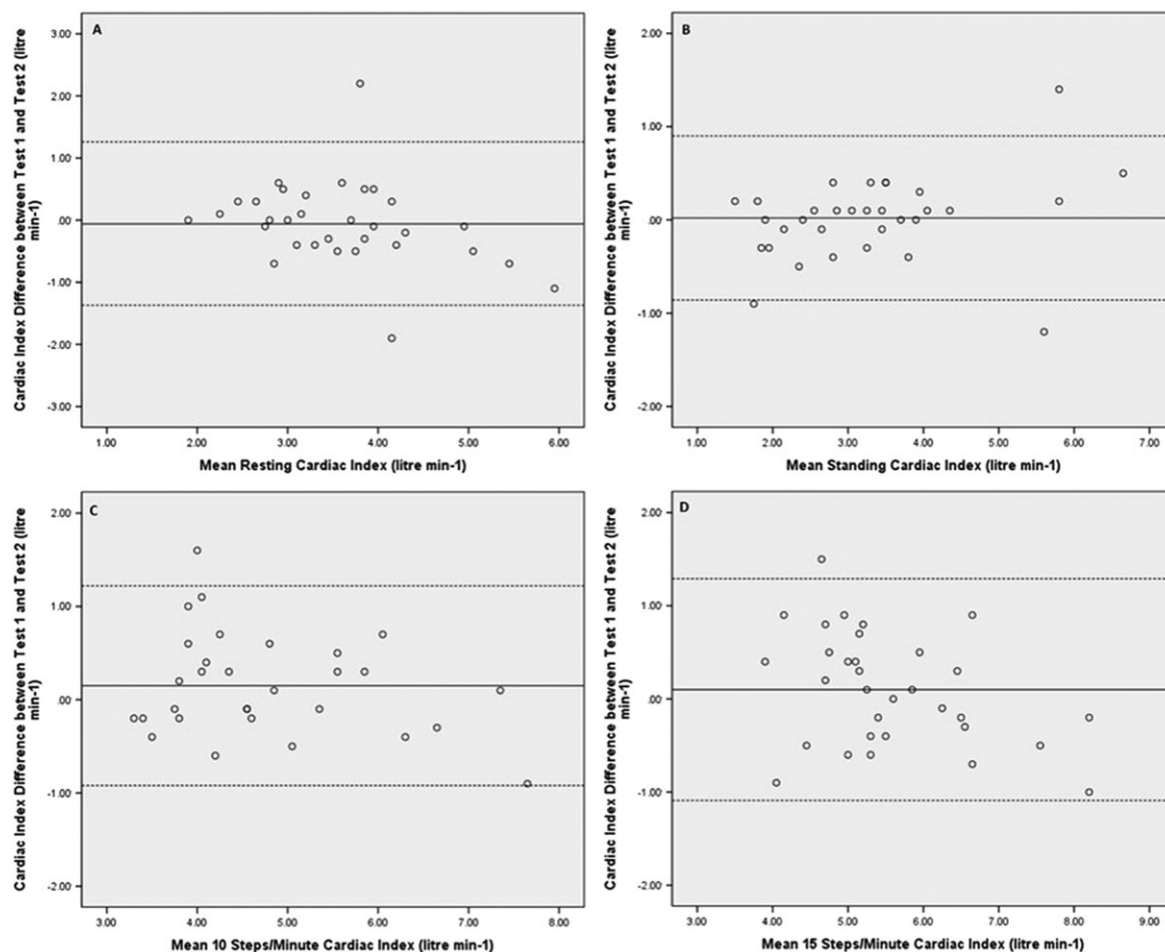 A
Cardiac Index Difference between Test 1 and Test 2 (litre
min-1)
3.00
2.00
1.00
.00
-1.00
-2.00
-3.00
1.00 2.00 3.00 4.00 5.00 6.00
Mean Resting Cardiac Index (litre min-1)
B
Cardiac Index Difference between Test 1 and Test 2 (litre
min-1)
2.00
1.00
.00
-1.00
-2.00
1.00 2.00 3.00 4.00 5.00 6.00 7.00
Mean Standing Cardiac Index (litre min-1)
C
Cardiac Index Difference between Test 1 and Test 2 (litre
min-1)
2.00
1.00
.00
-1.00
-2.00
3.00 4.00 5.00 6.00 7.00 8.00
Mean 10 Steps/Minute Cardiac Index (litre min-1)
D
Cardiac Index Difference between Test 1 and Test 2 (litre
min-1)
2.00
1.00
.00
-1.00
-2.00
3.00 4.00 5.00 6.00 7.00 8.00 9.00
Mean 15 Steps/Minute Cardiac Index (litre min-1)